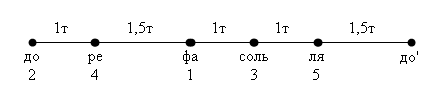 1т 1,5т 1т 1т 1,5т
до ре фа соль ля до'
2 4 1 3 5